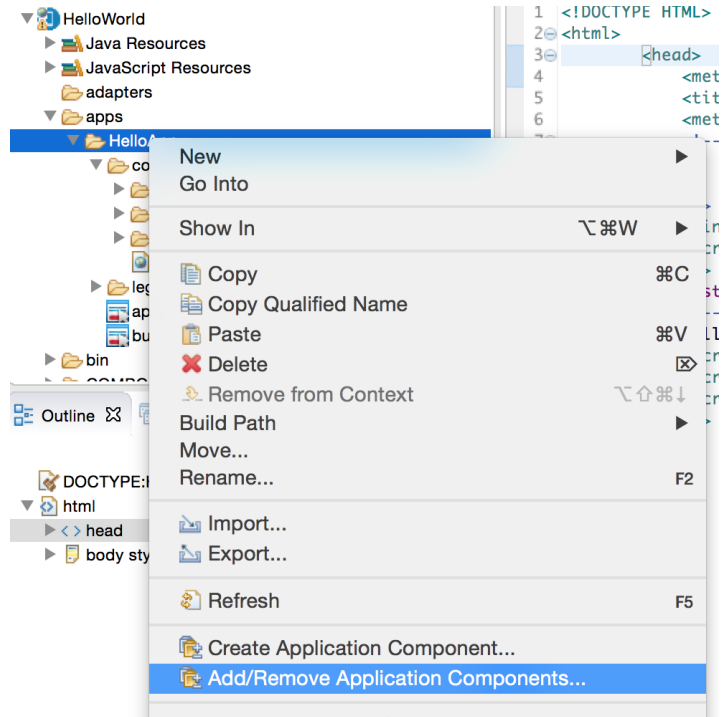 HelloWorld
Java Resources
JavaScript Resources
adapters
apps
bin
Outline
html
head
body
1 <!DOCTYPE HTML>
2 <html>
3 <head>
4
5
6
New
Go Into
Show In ⌥⌘W
Copy ⌘C
Copy Qualified Name
Paste ⌘V
Delete ⌦
Remove from Context ⌥⇧⌘↓
Build Path
Move...
Rename... F2
Import...
Export...
Refresh F5
Create Application Component...
Add/Remove Application Components...